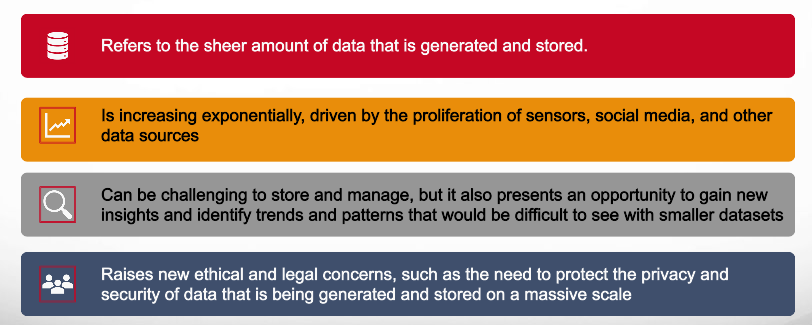 Refers to the sheer amount of data that is generated and stored.
Is increasing exponentially, driven by the proliferation of sensors, social media, and other
data sources
Can be challenging to store and manage, but it also presents an opportunity to gain new
insights and identify trends and patterns that would be difficult to see with smaller datasets
Raises new ethical and legal concerns, such as the need to protect the privacy and
security of data that is being generated and stored on a massive scale